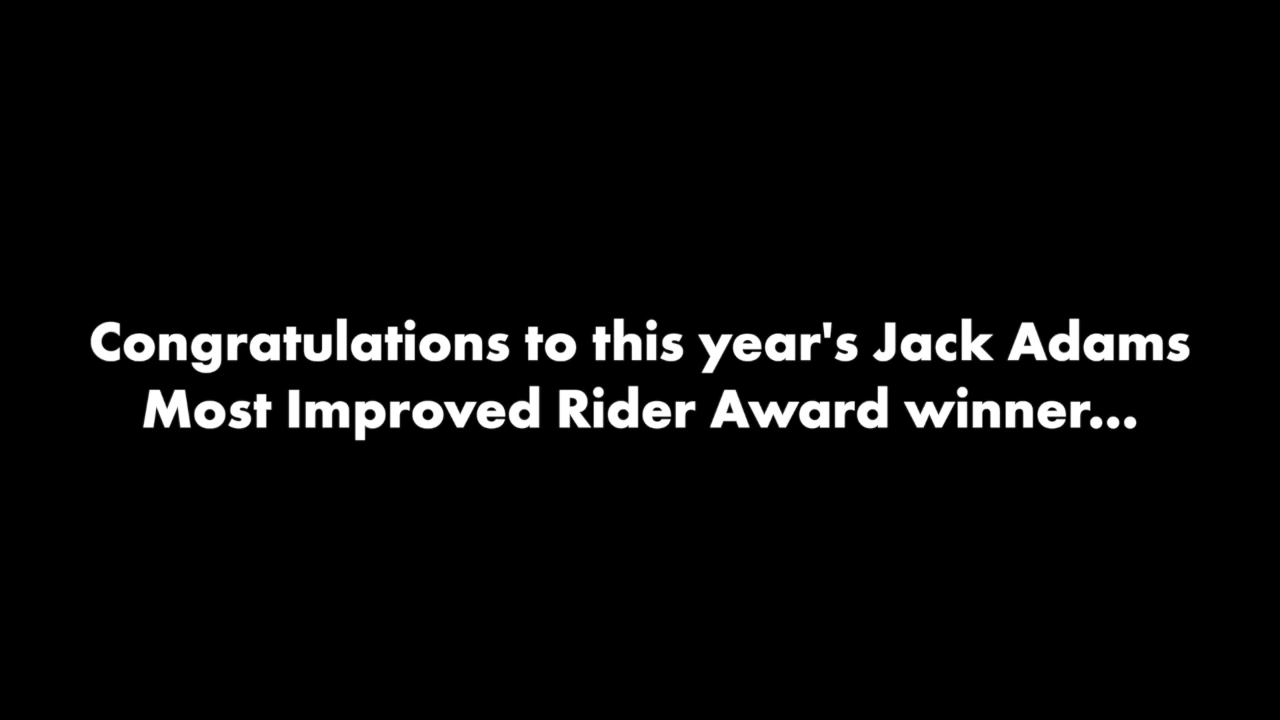 Congratulations to this year's Jack Adams
Most Improved Rider Award winner...